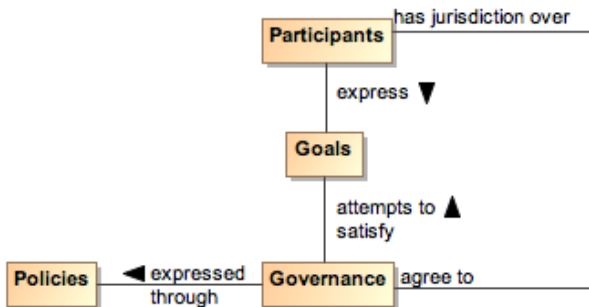 Participants
has jurisdiction over
express
Goals
attempts to
satisfy
Policies
expressed
through
Governance
agree to